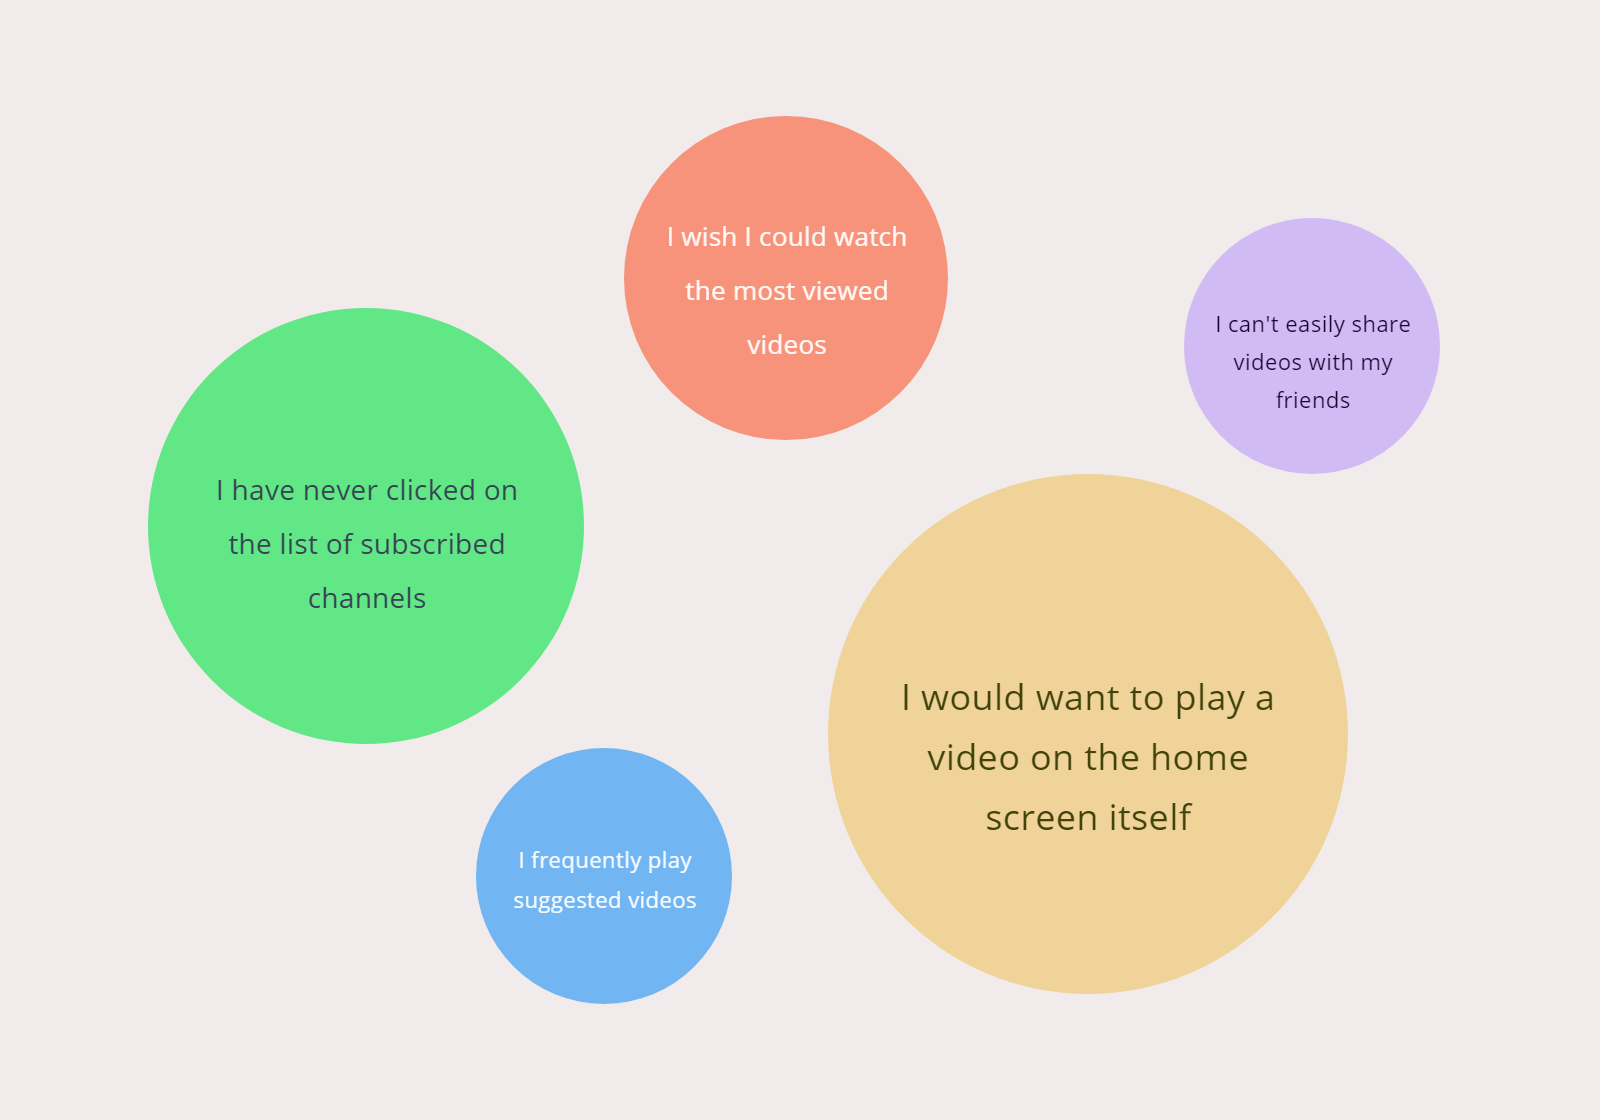 I wish I could watch
the most viewed
videos
I can't easily share
videos with my
friends
I have never clicked on
the list of subscribed
channels
I would want to play a
video on the home
screen itself
I frequently play
suggested videos